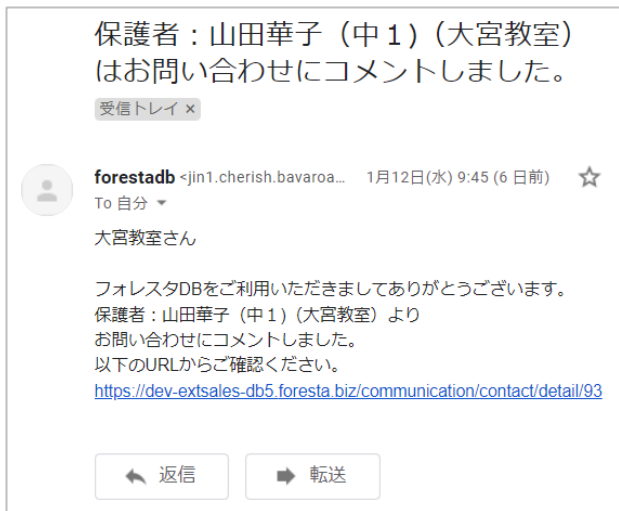 保護者：山田華子（中１）（大宮教室）
はお問い合わせにコメントしました。
受信トレイ ×
forestadb <jin1.cherish.bavaroa... 1月12日(水) 9:45 (6 日前)
To 自分
大宮教室さん
フォレスタDBをご利用いただきましてありがとうございます。
保護者：山田華子（中１）（大宮教室）より
お問い合わせにコメントしました。
以下のURLからご確認ください。
https://dev-extsales-db5.foresta.biz/communication/contact/detail/93
返信 転送